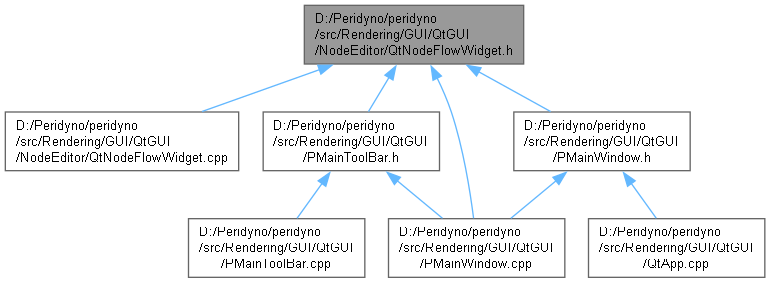 D:/Peridyno/peridyno
/src/Rendering/GUI/QtGUI
/NodeEditor/QtNodeFlowWidget.h
D:/Peridyno/peridyno
/src/Rendering/GUI/QtGUI
/NodeEditor/QtNodeFlowWidget.cpp
D:/Peridyno/peridyno
/src/Rendering/GUI/QtGUI
/PMainToolBar.h
D:/Peridyno/peridyno
/src/Rendering/GUI/QtGUI
/PMainWindow.h
D:/Peridyno/peridyno
/src/Rendering/GUI/QtGUI
/PMainToolBar.cpp
D:/Peridyno/peridyno
/src/Rendering/GUI/QtGUI
/PMainWindow.cpp
D:/Peridyno/peridyno
/src/Rendering/GUI/QtGUI
/QtApp.cpp